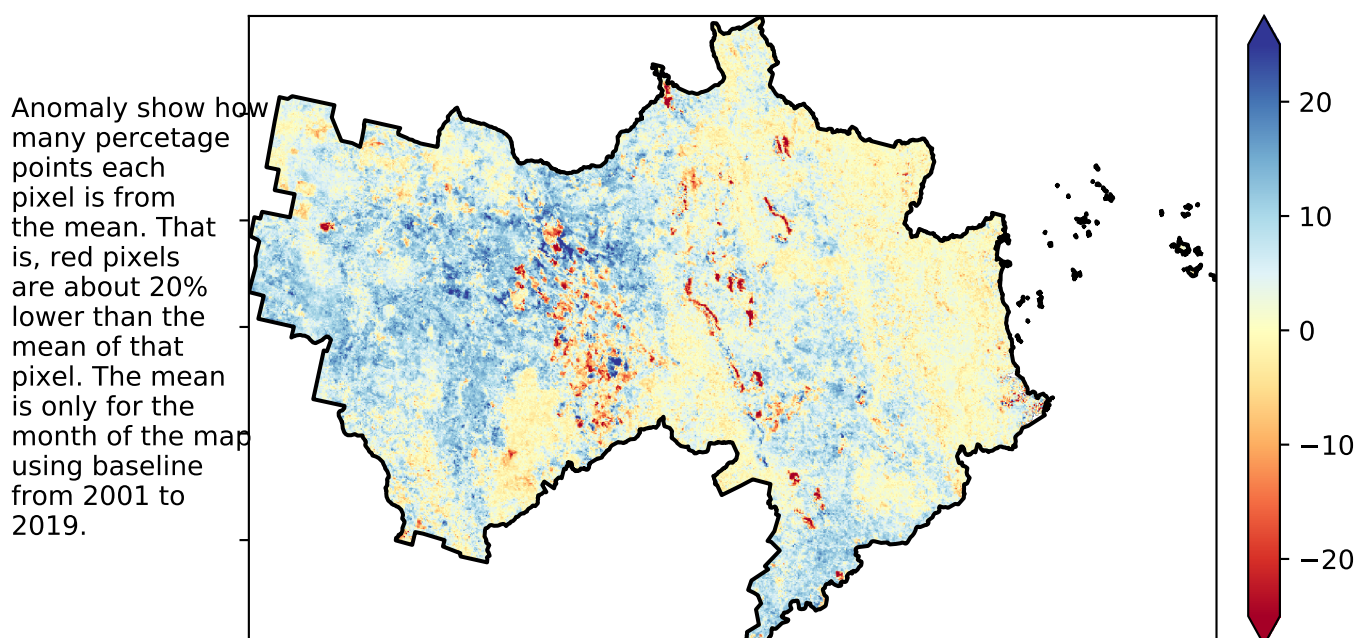 Anomaly show how
many percetage
points each
pixel is from
the mean. That
is, red pixels
are about 20%
lower than the
mean of that
pixel. The mean
is only for the
month of the map
using baseline
from 2001 to
2019.
20
10
0
−10
−20